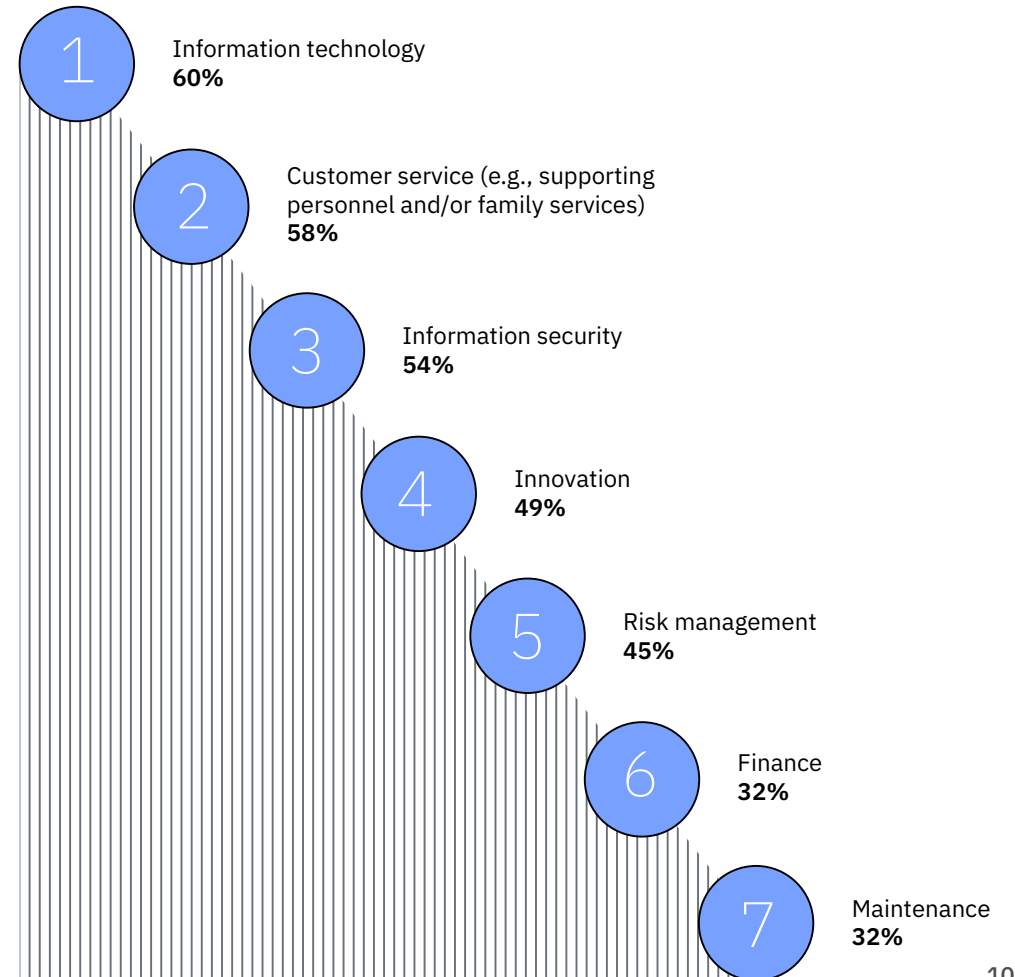 1
Information technology
60%
2
Customer service (e.g., supporting
personnel and/or family services)
58%
3
Information security
54%
4
Innovation
49%
5
Risk management
45%
6
Finance
32%
7
Maintenance
32%
10